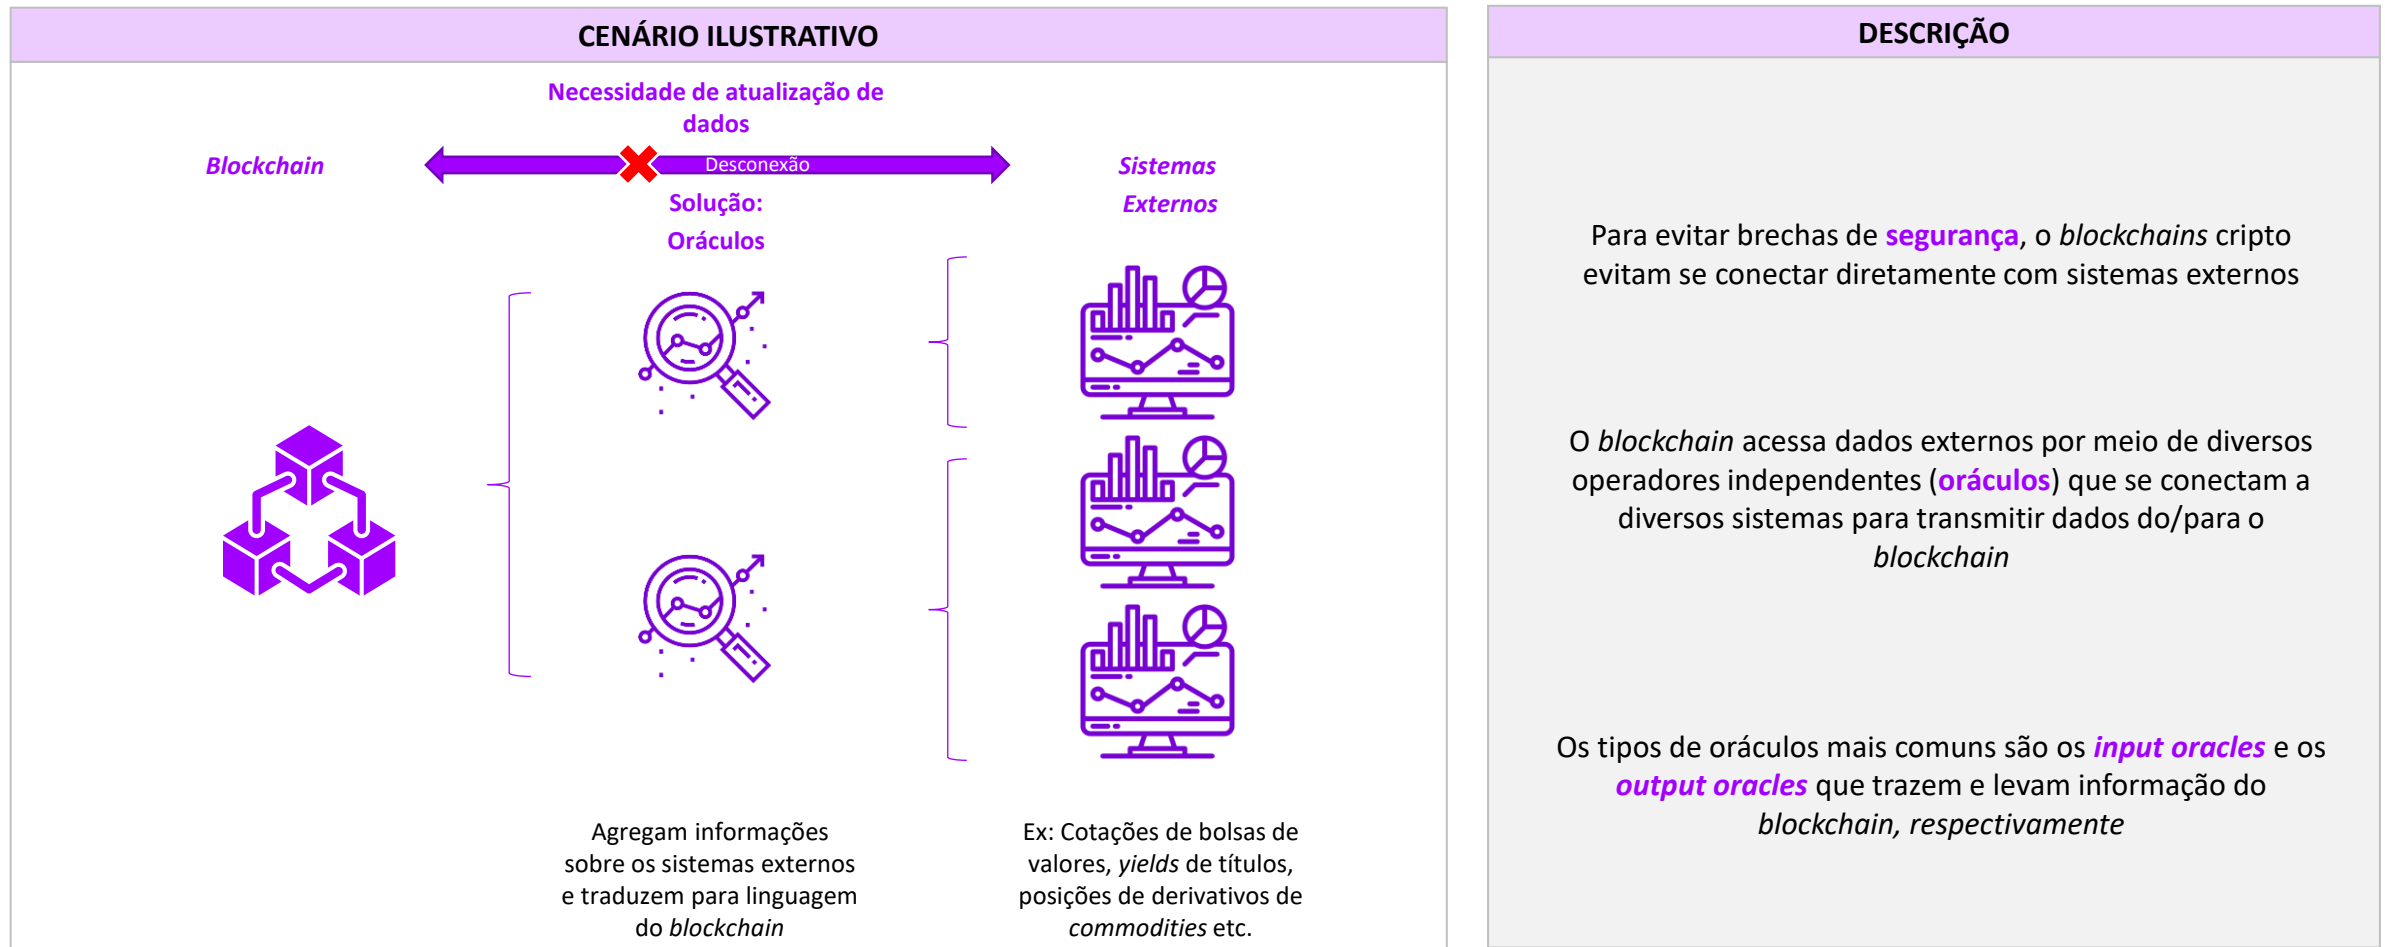 CENÁRIO ILUSTRATIVO
Necessidade de atualização de
dados
Blockchain
Desconexão
Sistemas
Externos
Solução:
Oráculos
Agregam informações
sobre os sistemas externos
e traduzem para linguagem
do blockchain
Ex: Cotações de bolsas de
valores, yields de títulos,
posições de derivativos de
commodities etc.
DESCRIÇÃO
Para evitar brechas de segurança, o blockchains cripto
evitam se conectar diretamente com sistemas externos
O blockchain acessa dados externos por meio de diversos
operadores independentes (oráculos) que se conectam a
diversos sistemas para transmitir dados do/para o
blockchain
Os tipos de oráculos mais comuns são os input oracles e os
output oracles que trazem e levam informação do
blockchain, respectivamente